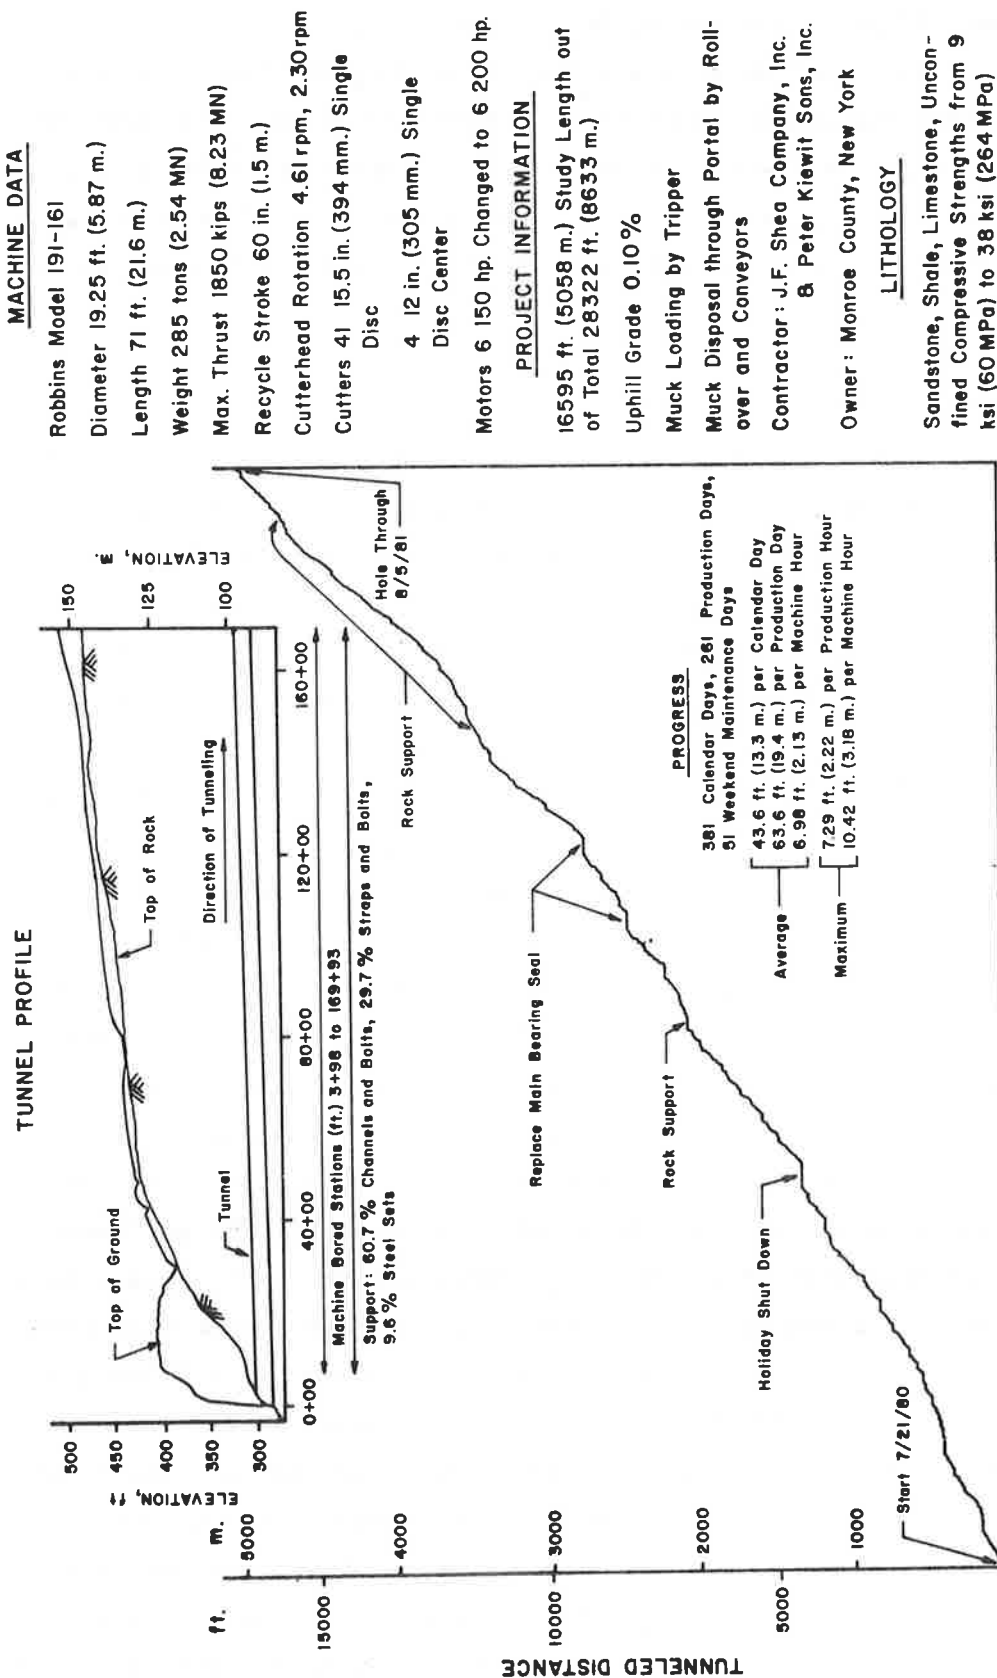 TUNNEL PROFILE
ELEVATION, ft
500
450
400
350
300
ELEVATION, m.
150
125
100
Top of Ground
Top of Rock
Tunnel
Direction of Tunneling
0+00
40+00
80+00
120+00
160+00
Machine Bored Stations (ft.) 3+98 to 169+93
Support: 60.7 % Channels and Bolts, 29.7 % Straps and Bolts,
9.6 % Steel Sets
TUNNELED DISTANCE
ft.
15000
10000
5000
m.
5000
4000
3000
2000
1000
Start 7/21/80
Holiday Shut Down
Rock Support
Replace Main Bearing Seal
Rock Support
Hole Through
8/5/81
PROGRESS
381 Calendar Days, 261 Production Days,
51 Weekend Maintenance Days
Average
43.6 ft. (13.3 m.) per Calendar Day
63.6 ft. (19.4 m.) per Production Day
6.98 ft. (2.13 m.) per Machine Hour
Maximum
7.29 ft. (2.22 m.) per Production Hour
10.42 ft. (3.18 m.) per Machine Hour
MACHINE DATA
Robbins Model 191-161
Diameter 19.25 ft. (5.87 m.)
Length 71 ft. (21.6 m.)
Weight 285 tons (2.54 MN)
Max. Thrust 1850 kips (8.23 MN)
Recycle Stroke 60 in. (1.5 m.)
Cutterhead Rotation 4.61 rpm, 2.30 rpm
Cutters 41 15.5 in. (394 mm.) Single
Disc
4 12 in. (305 mm.) Single
Disc Center
Motors 6 150 hp. Changed to 6 200 hp.
PROJECT INFORMATION
16595 ft. (5058 m.) Study Length out
of Total 28322 ft. (8633 m.)
Uphill Grade 0.10 %
Muck Loading by Tripper
Muck Disposal through Portal by Roll-
over and Conveyors
Contractor: J.F. Shea Company, Inc.
& Peter Kiewit Sons, Inc.
Owner: Monroe County, New York
LITHOLOGY
Sandstone, Shale, Limestone, Uncon-
fined Compressive Strengths from 9
ksi (60 MPa) to 38 ksi (264 MPa)